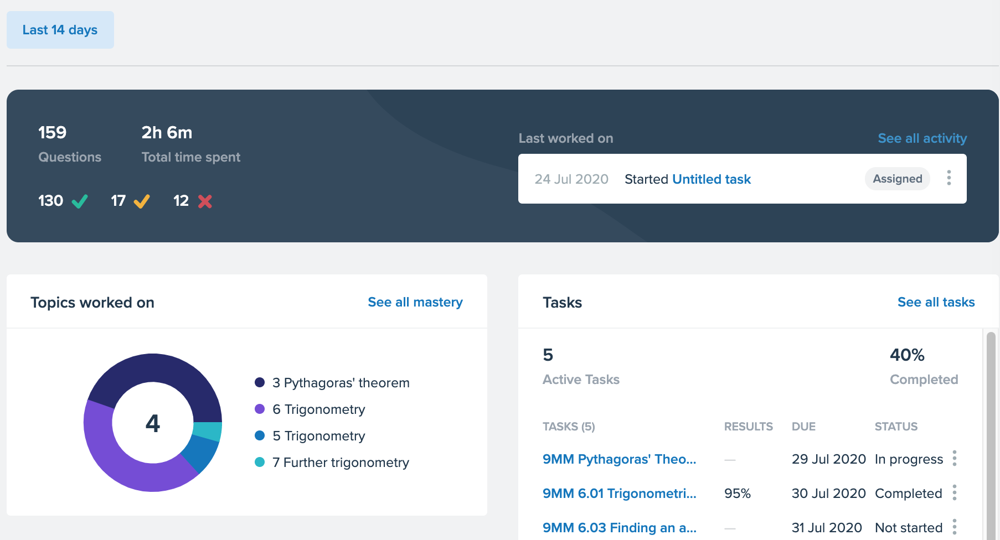 Last 14 days
159
Questions
2h 6m
Total time spent
130
17
12
Last worked on
See all activity
24 Jul 2020 Started Untitled task Assigned
Topics worked on
See all mastery
4
3 Pythagoras' theorem
6 Trigonometry
5 Trigonometry
7 Further trigonometry
Tasks
See all tasks
5
Active Tasks
40%
Completed
TASKS (5) RESULTS DUE STATUS
9MM Pythagoras' Theo... — 29 Jul 2020 In progress
9MM 6.01 Trigonometri... 95% 30 Jul 2020 Completed
9MM 6.03 Finding an a... — 31 Jul 2020 Not started